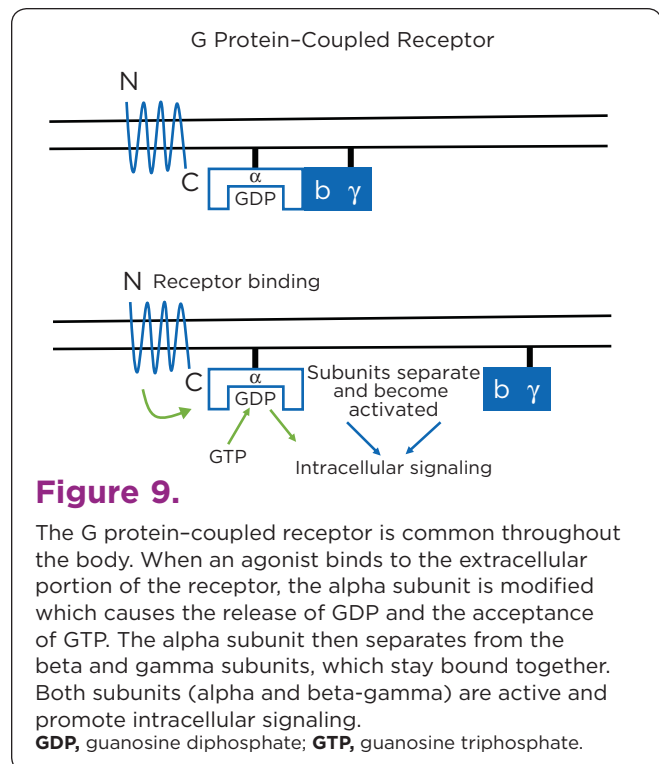 G Protein–Coupled Receptor
N
C
α
GDP
b γ
N Receptor binding
C
α
GDP
Subunits separate
and become
activated
b γ
GTP
Intracellular signaling
Figure 9.
The G protein–coupled receptor is common throughout
the body. When an agonist binds to the extracellular
portion of the receptor, the alpha subunit is modified
which causes the release of GDP and the acceptance
of GTP. The alpha subunit then separates from the
beta and gamma subunits, which stay bound together.
Both subunits (alpha and beta-gamma) are active and
promote intracellular signaling.
GDP, guanosine diphosphate; GTP, guanosine triphosphate.